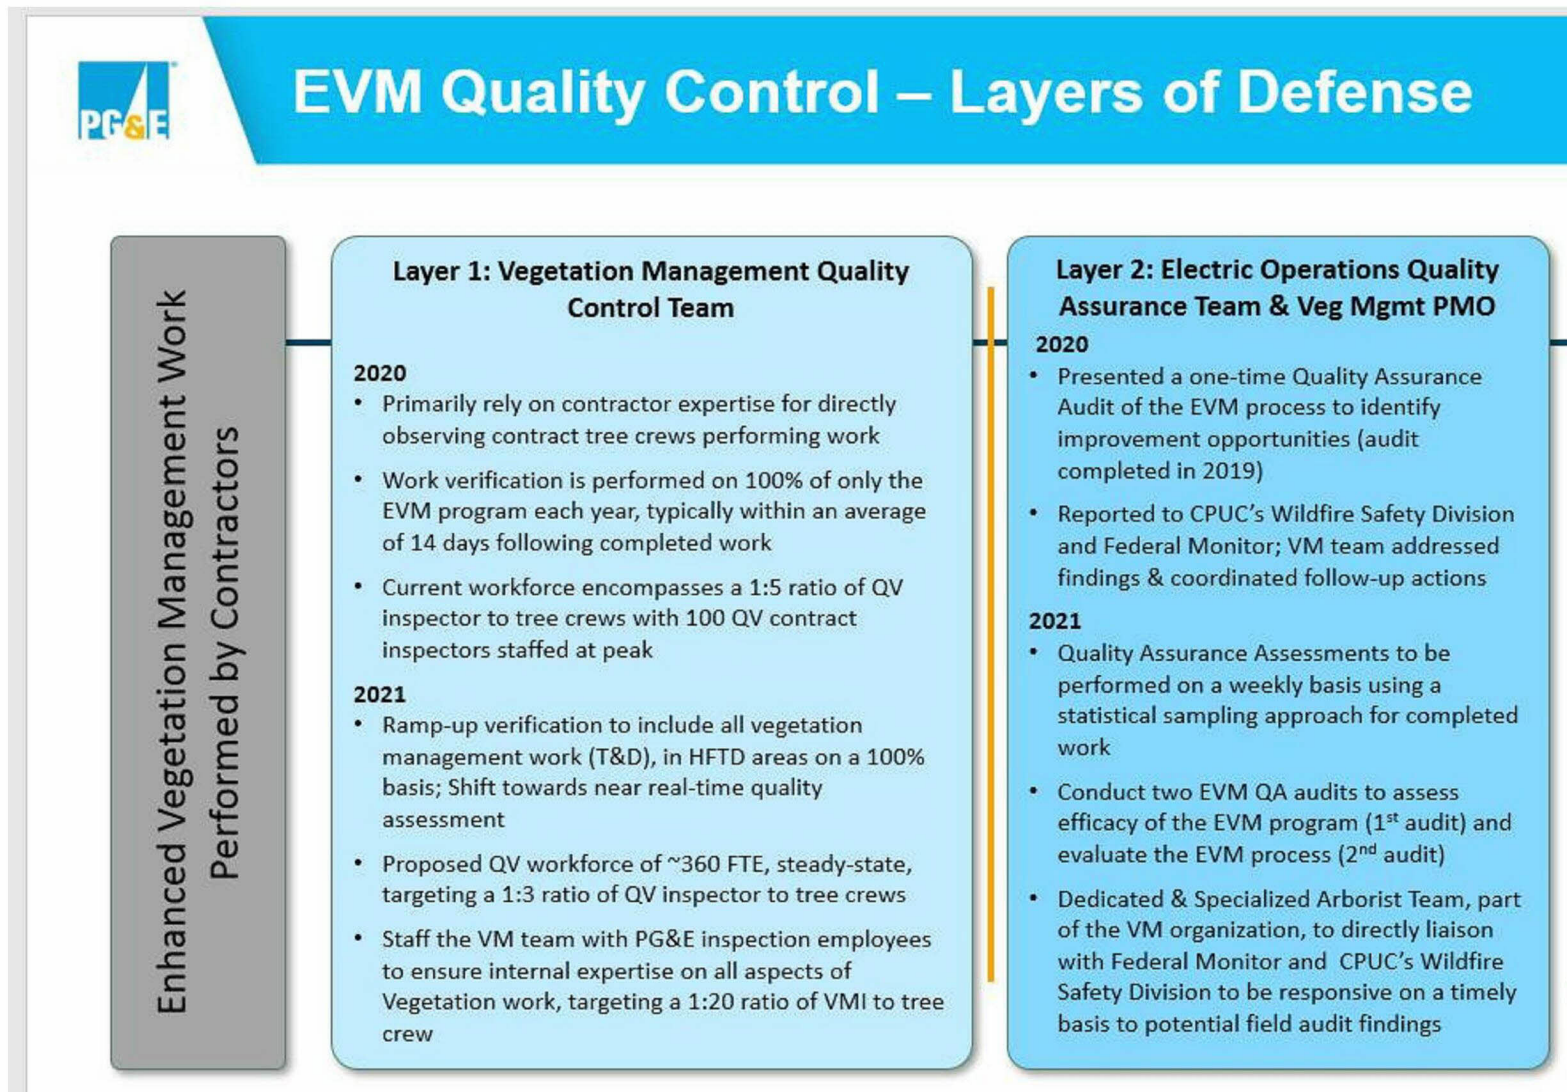 PG&E
EVM Quality Control – Layers of Defense
Enhanced Vegetation Management Work
Performed by Contractors
Layer 1: Vegetation Management Quality
Control Team
2020
• Primarily rely on contractor expertise for directly
observing contract tree crews performing work
• Work verification is performed on 100% of only the
EVM program each year, typically within an average
of 14 days following completed work
• Current workforce encompasses a 1:5 ratio of QV
inspector to tree crews with 100 QV contract
inspectors staffed at peak
2021
• Ramp-up verification to include all vegetation
management work (T&D), in HFTD areas on a 100%
basis; Shift towards near real-time quality
assessment
• Proposed QV workforce of ~360 FTE, steady-state,
targeting a 1:3 ratio of QV inspector to tree crews
• Staff the VM team with PG&E inspection employees
to ensure internal expertise on all aspects of
Vegetation work, targeting a 1:20 ratio of VMI to tree
crew
Layer 2: Electric Operations Quality
Assurance Team & Veg Mgmt PMO
2020
• Presented a one-time Quality Assurance
Audit of the EVM process to identify
improvement opportunities (audit
completed in 2019)
• Reported to CPUC's Wildfire Safety Division
and Federal Monitor; VM team addressed
findings & coordinated follow-up actions
2021
• Quality Assurance Assessments to be
performed on a weekly basis using a
statistical sampling approach for completed
work
• Conduct two EVM QA audits to assess
efficacy of the EVM program (1st audit) and
evaluate the EVM process (2nd audit)
• Dedicated & Specialized Arborist Team, part
of the VM organization, to directly liaison
with Federal Monitor and CPUC's Wildfire
Safety Division to be responsive on a timely
basis to potential field audit findings